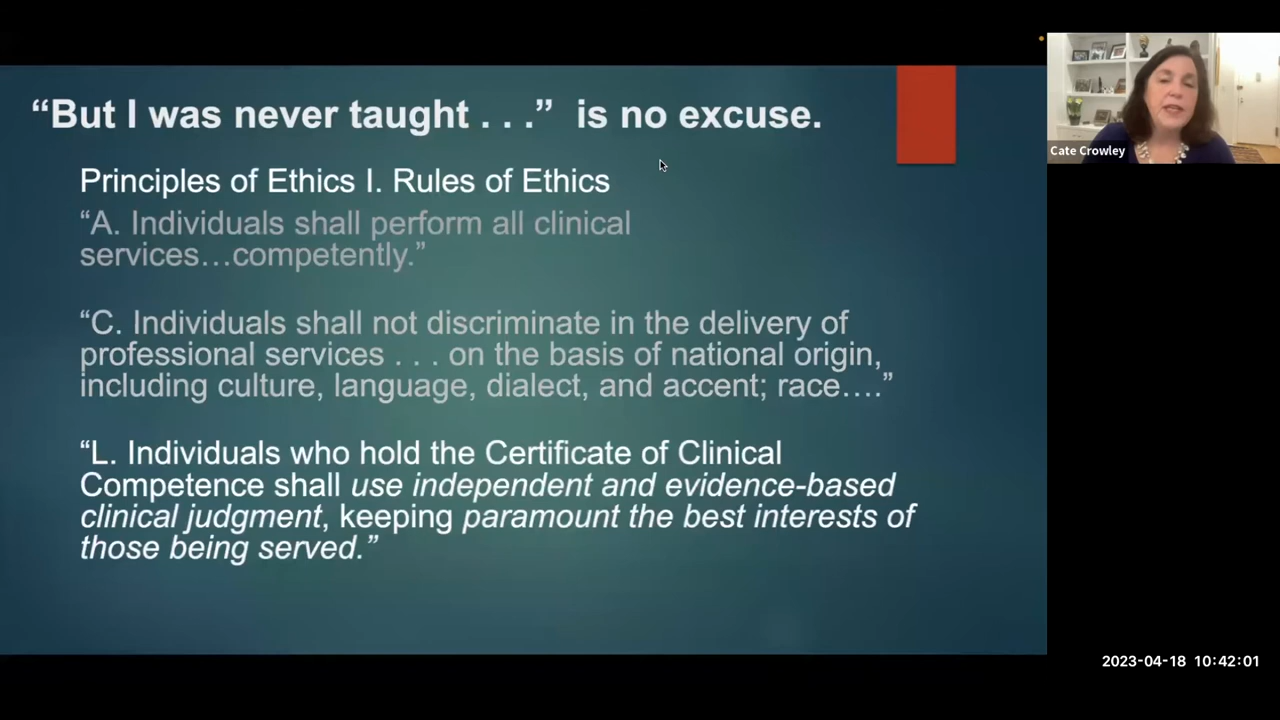 “But I was never taught . . .”  is no excuse.
Principles of Ethics I. Rules of Ethics
“A. Individuals shall perform all clinical
services…competently.”
“C. Individuals shall not discriminate in the delivery of
professional services . . . on the basis of national origin,
including culture, language, dialect, and accent; race….”
“L. Individuals who hold the Certificate of Clinical
Competence shall use independent and evidence-based
clinical judgment, keeping paramount the best interests of
those being served.”
Cate Crowley
2023-04-18 10:42:01